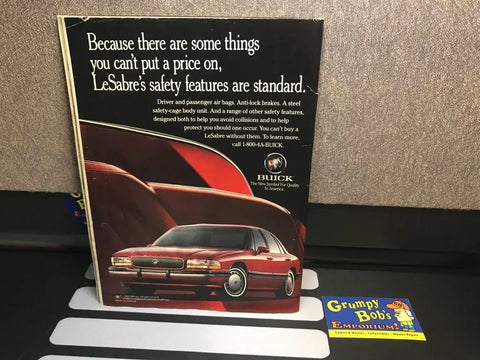 Because there are some things
you can't put a price on,
LeSabre's safety features are standard.
Driver and passenger air bags. Anti-lock brakes. A steel
safety-cage body unit. And a range of other safety features,
designed both to help you avoid collisions and to help
protect you should one occur. You can't buy a
LeSabre without them. To learn more,
call 1-800-4A-BUICK.
BUICK
The New Symbol For Quality
In America
Grumpy
Bob's
EMPORIUM!